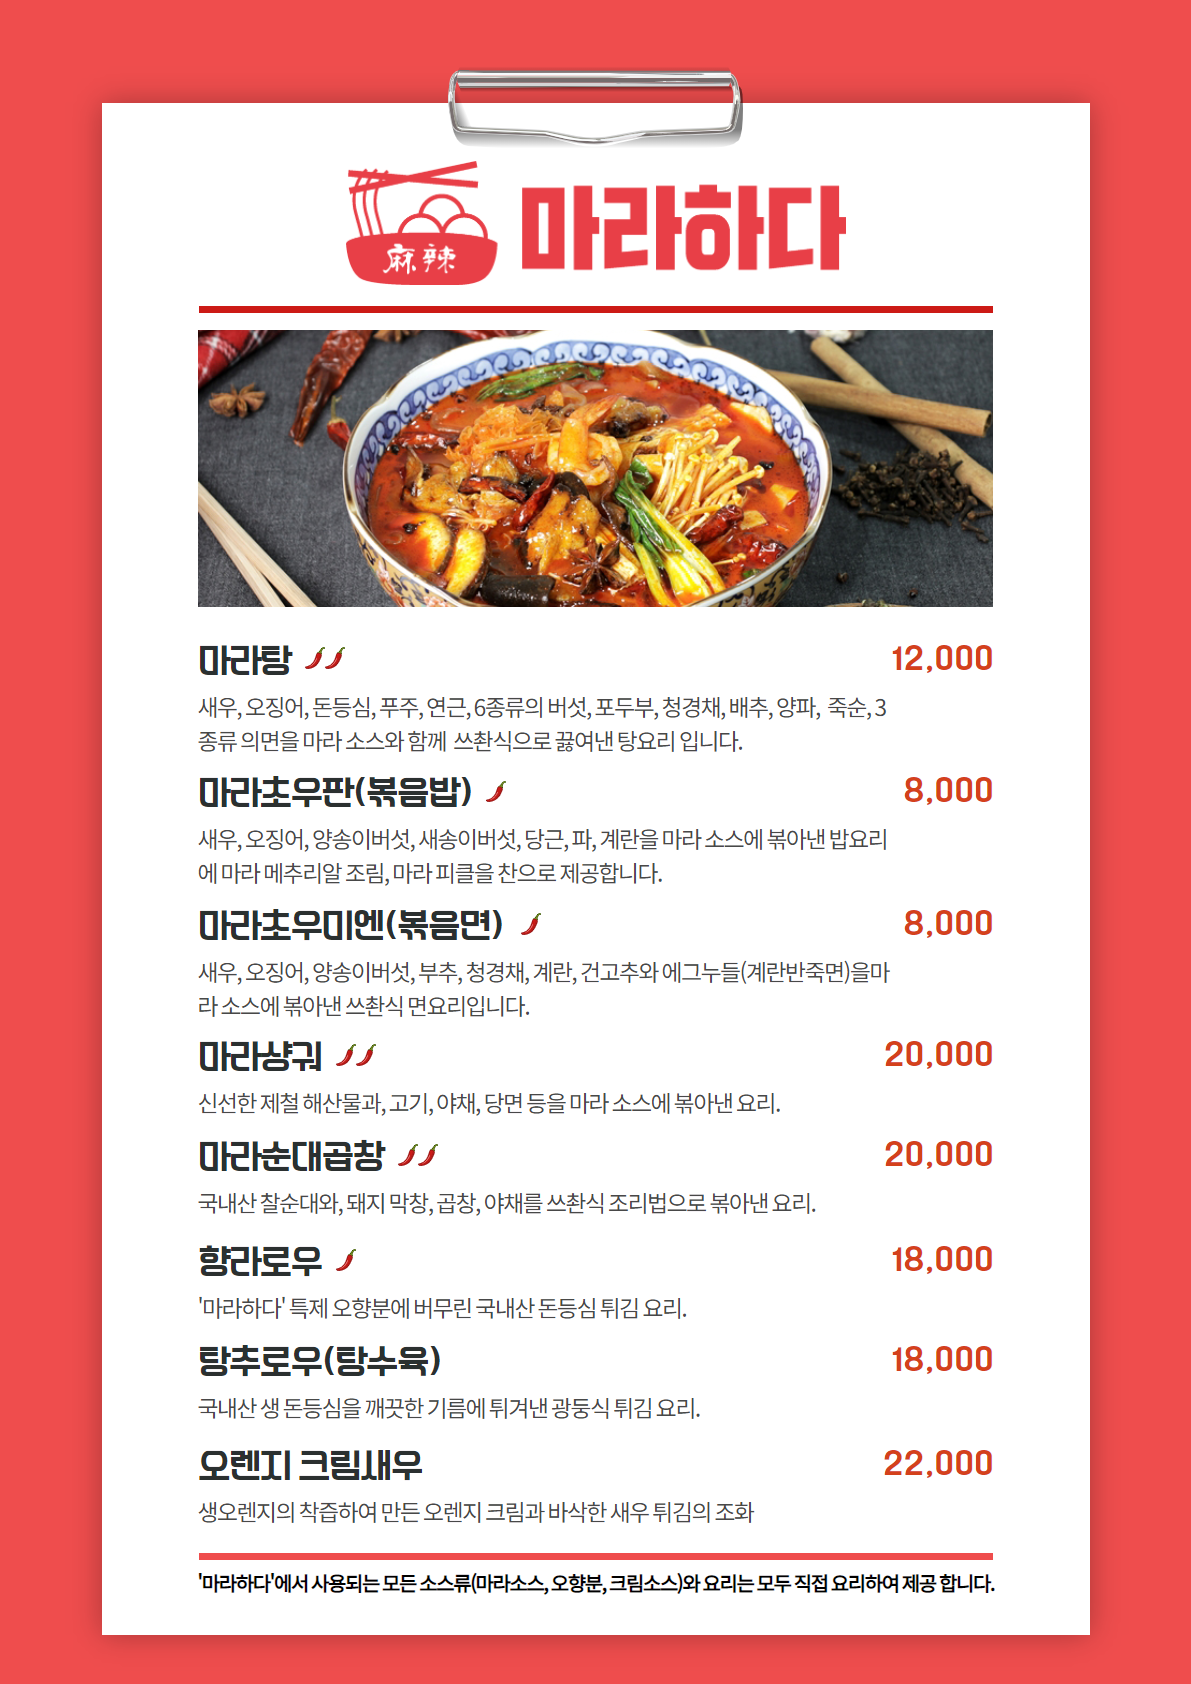 麻辣 마라하다
마라탕 12,000
새우, 오징어, 돈등심, 푸주, 연근, 6종류의 버섯, 포두부, 청경채, 배추, 양파, 죽순, 3
종류 의면을 마라 소스와 함께 쓰촨식으로 끓여낸 탕요리 입니다.
마라초우판(볶음밥) 8,000
새우, 오징어, 양송이버섯, 새송이버섯, 당근, 파, 계란을 마라 소스에 볶아낸 밥요리
에 마라 메추리알 조림, 마라 피클을 찬으로 제공합니다.
마라초우미엔(볶음면) 8,000
새우, 오징어, 양송이버섯, 부추, 청경채, 계란, 건고추와 에그누들(계란반죽면)을마
라 소스에 볶아낸 쓰촨식 면요리입니다.
마라샹궈 20,000
신선한 제철 해산물과, 고기, 야채, 당면 등을 마라 소스에 볶아낸 요리.
마라순대곱창 20,000
국내산 찰순대와, 돼지 막창, 곱창, 야채를 쓰촨식 조리법으로 볶아낸 요리.
향라로우 18,000
'마라하다' 특제 오향분에 버무린 국내산 돈등심 튀김 요리.
탕추로우(탕수육) 18,000
국내산 생 돈등심을 깨끗한 기름에 튀겨낸 광둥식 튀김 요리.
오렌지 크림새우 22,000
생오렌지의 착즙하여 만든 오렌지 크림과 바삭한 새우 튀김의 조화
'마라하다'에서 사용되는 모든 소스류(마라소스, 오향분, 크림소스)와 요리는 모두 직접 요리하여 제공 합니다.